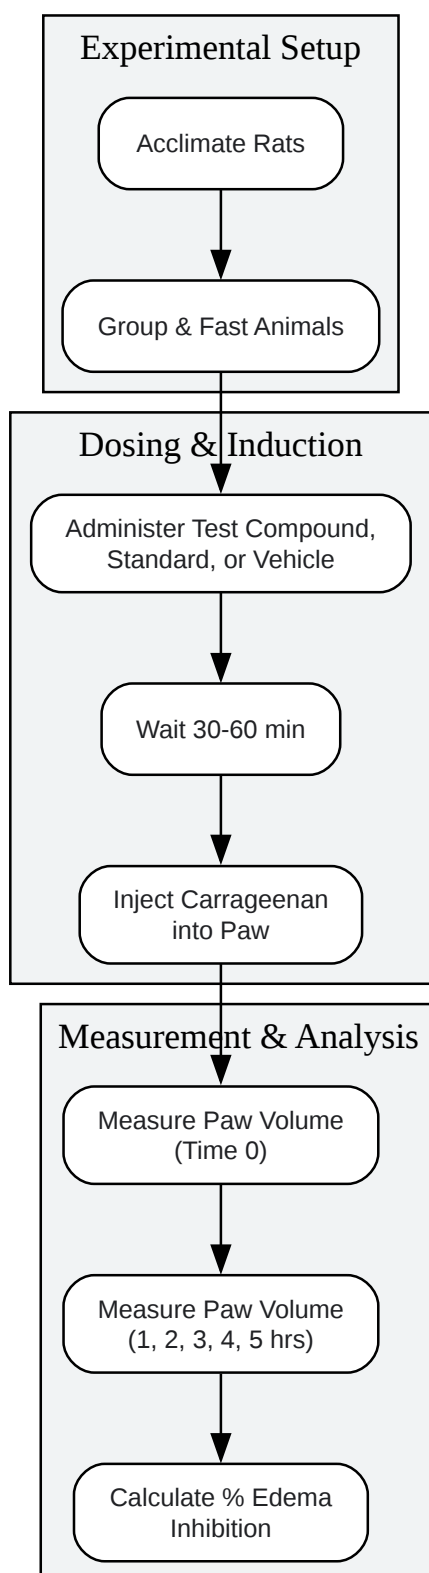 Experimental Setup
Acclimate Rats
Group & Fast Animals
Dosing & Induction
Administer Test Compound,
Standard, or Vehicle
Wait 30-60 min
Inject Carrageenan
into Paw
Measurement & Analysis
Measure Paw Volume
(Time 0)
Measure Paw Volume
(1, 2, 3, 4, 5 hrs)
Calculate % Edema
Inhibition